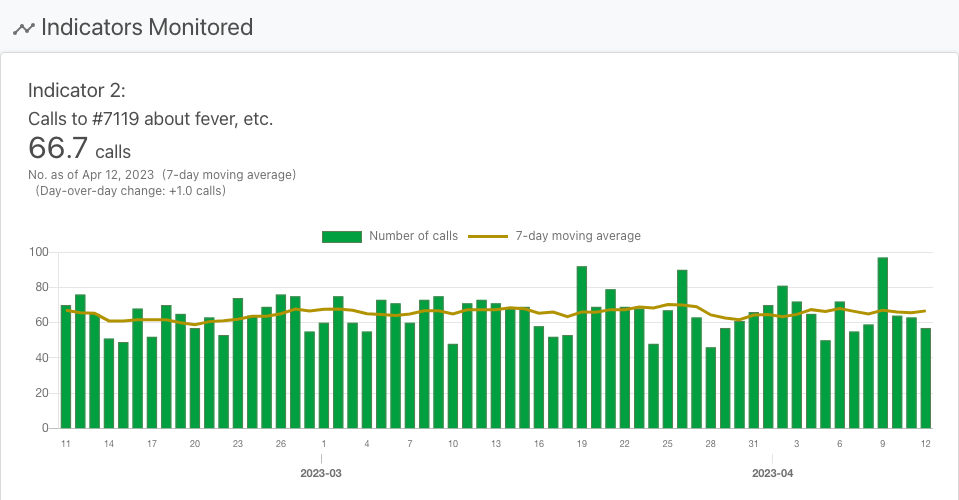 Indicators Monitored
Indicator 2:
Calls to #7119 about fever, etc.
66.7 calls
No. as of Apr 12, 2023 (7-day moving average)
(Day-over-day change: +1.0 calls)
Number of calls 7-day moving average
100
80
60
40
20
0
11 14 17 20 23 26 1 4 7 10 13 16 19 22 25 28 31 3 6 9 12
2023-03 2023-04